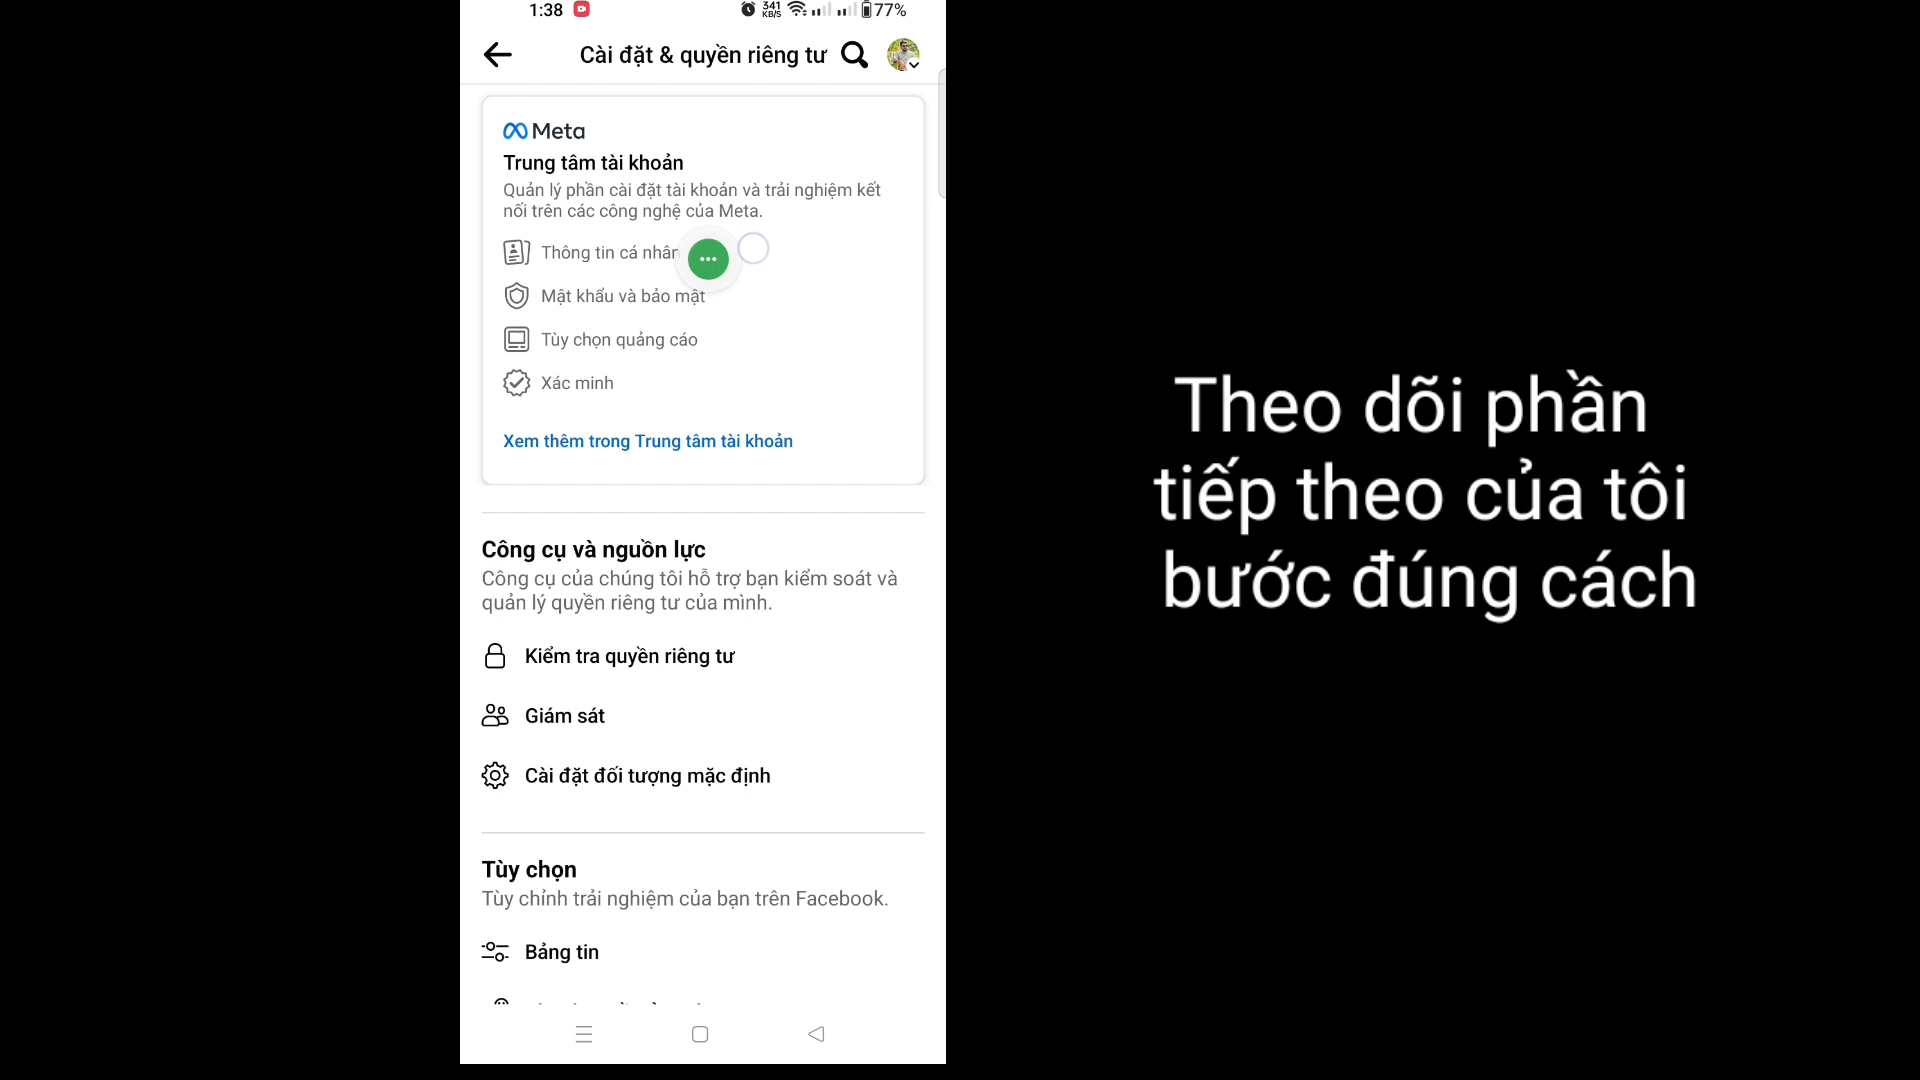 1:38
341 KB/S
77%
Cài đặt & quyền riêng tư
Meta
Trung tâm tài khoản
Quản lý phần cài đặt tài khoản và trải nghiệm kết
nối trên các công nghệ của Meta.
Thông tin cá nhân
Mật khẩu và bảo mật
Tùy chọn quảng cáo
Xác minh
Xem thêm trong Trung tâm tài khoản
Công cụ và nguồn lực
Công cụ của chúng tôi hỗ trợ bạn kiểm soát và
quản lý quyền riêng tư của mình.
Kiểm tra quyền riêng tư
Giám sát
Cài đặt đối tượng mặc định
Tùy chọn
Tùy chỉnh trải nghiệm của bạn trên Facebook.
Bảng tin
Theo dõi phần
tiếp theo của tôi
bước đúng cách